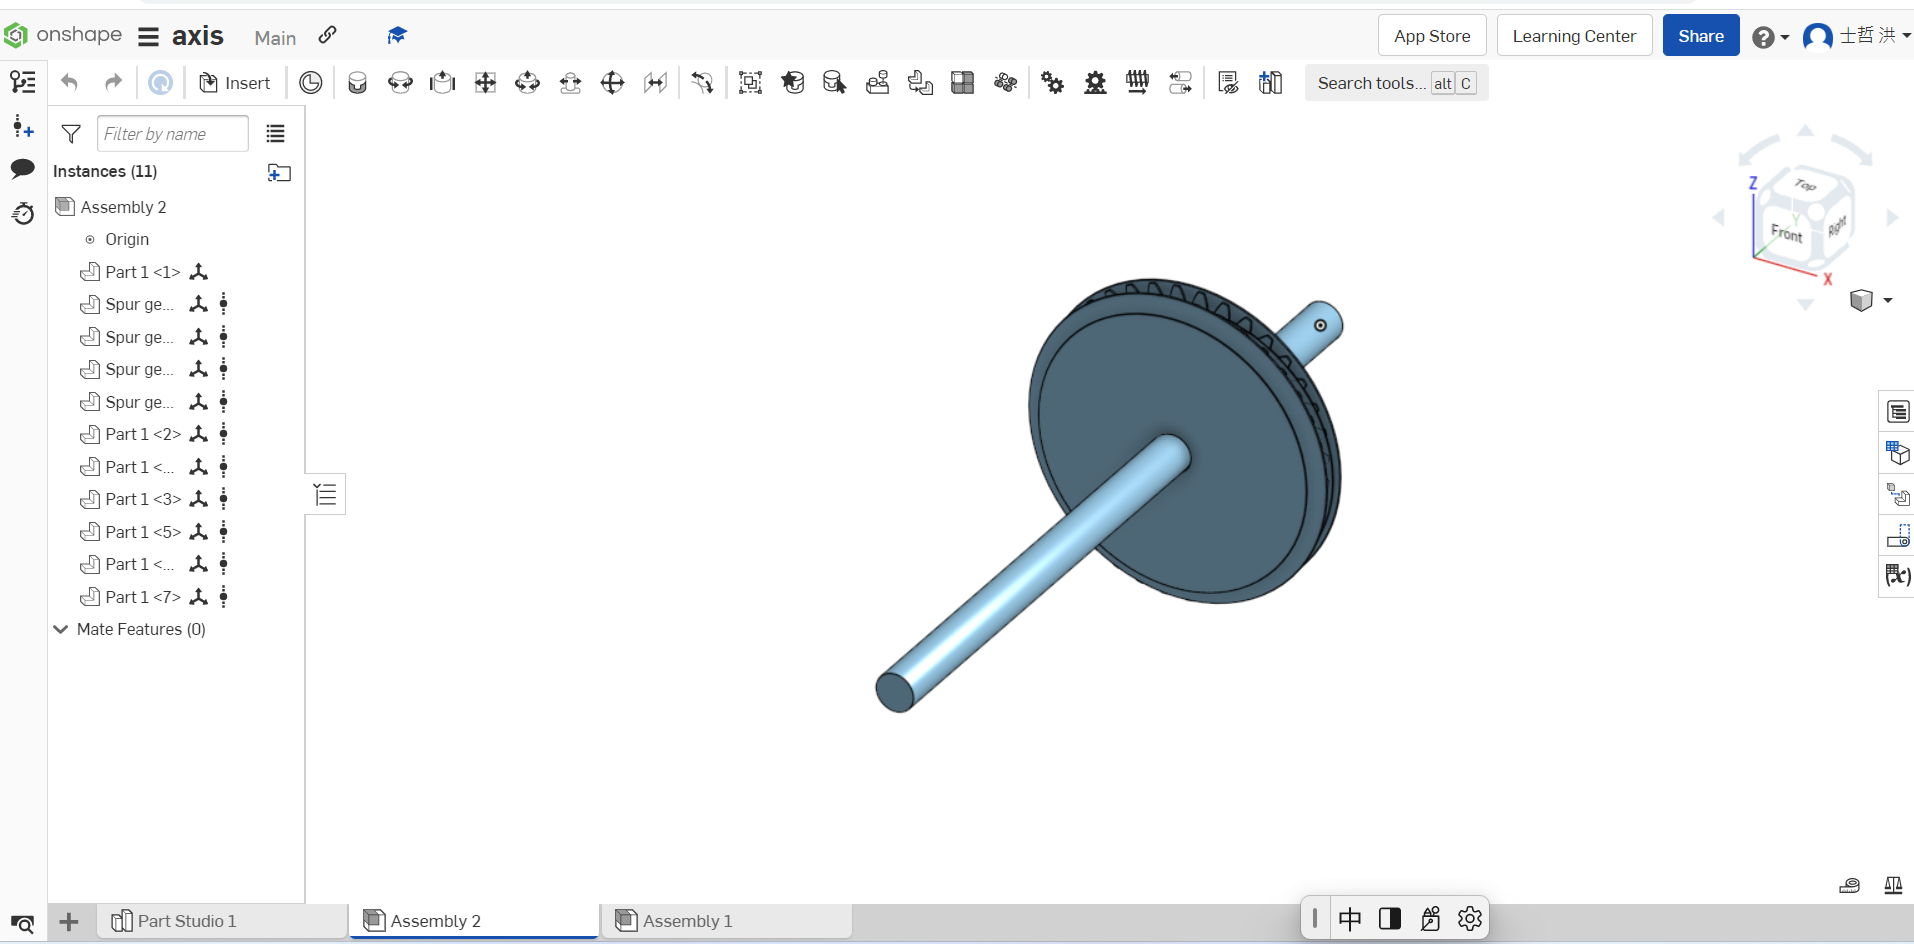 onshape axis Main App Store Learning Center Share 士哲 洪
Insert Search tools... alt C
Filter by name
Instances (11)
Assembly 2
Origin
Part 1 <1>
Spur ge...
Spur ge...
Spur ge...
Spur ge...
Part 1 <2>
Part 1 <...
Part 1 <3>
Part 1 <5>
Part 1 <...
Part 1 <7>
Mate Features (0)
Z
Top
Y
Front
Right
X
Part Studio 1 Assembly 2 Assembly 1 中